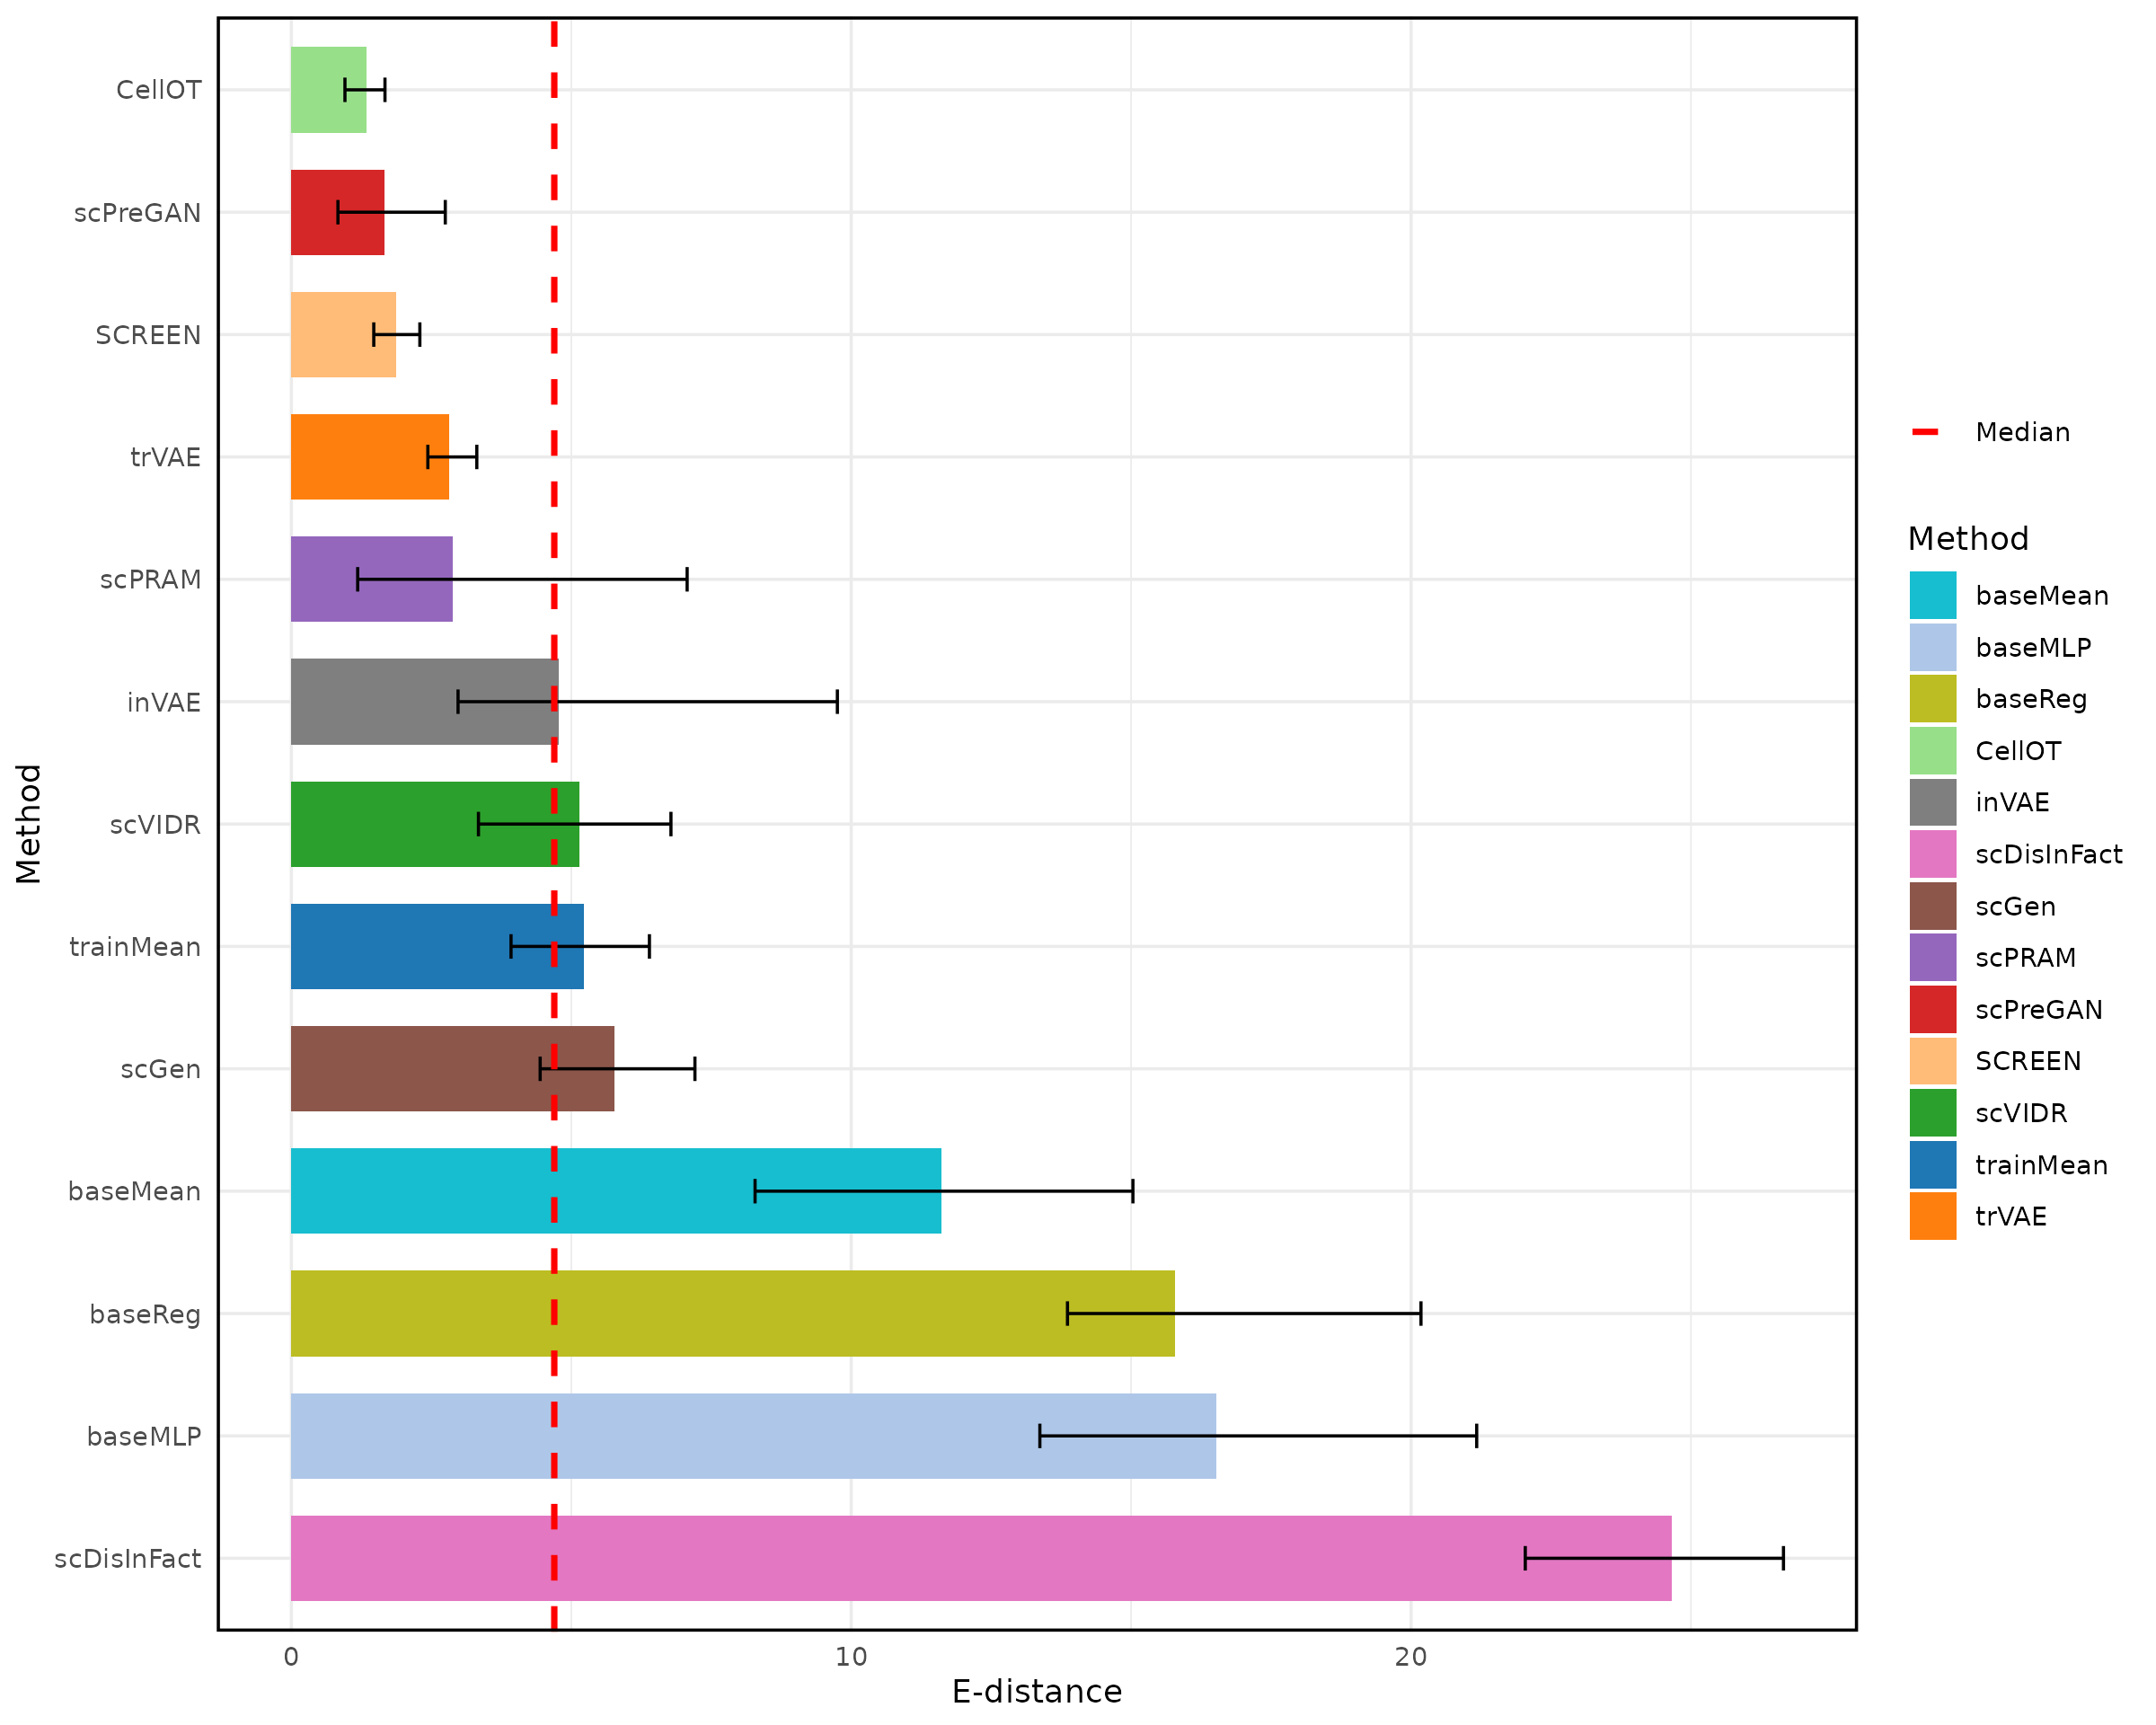 CellOT
scPreGAN
SCREEN
trVAE
scPRAM
inVAE
scVIDR
trainMean
scGen
baseMean
baseReg
baseMLP
scDisInFact
Method
0 10 20
E-distance
Median
Method
baseMean
baseMLP
baseReg
CellOT
inVAE
scDisInFact
scGen
scPRAM
scPreGAN
SCREEN
scVIDR
trainMean
trVAE